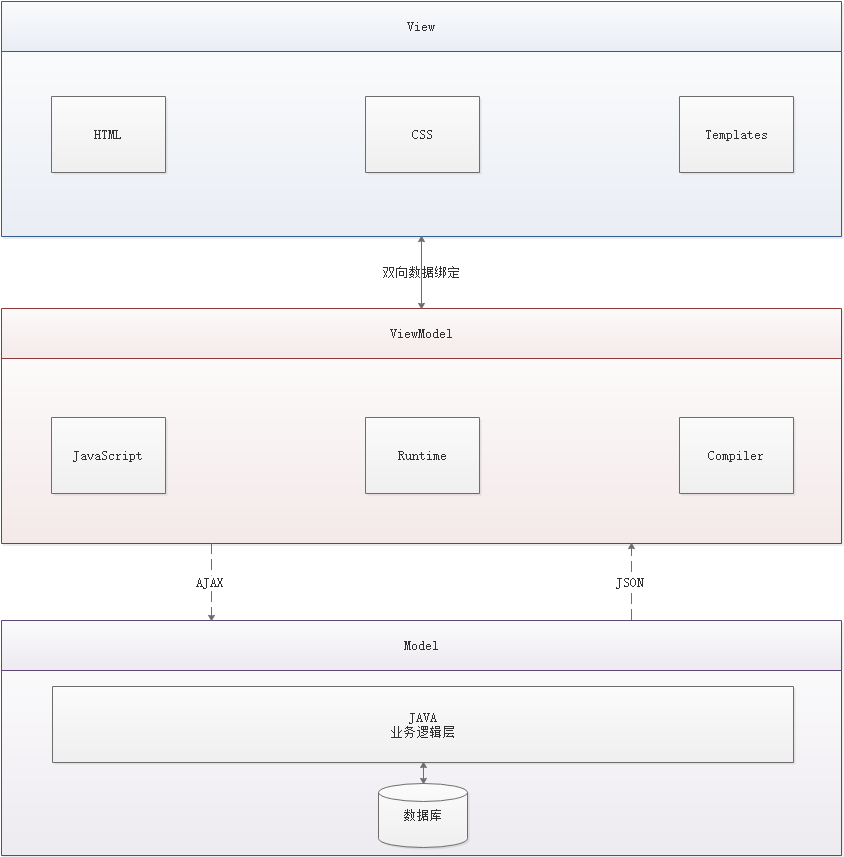 View
HTML
CSS
Templates
双向数据绑定
ViewModel
JavaScript
Runtime
Compiler
AJAX
JSON
Model
JAVA
业务逻辑层
数据库